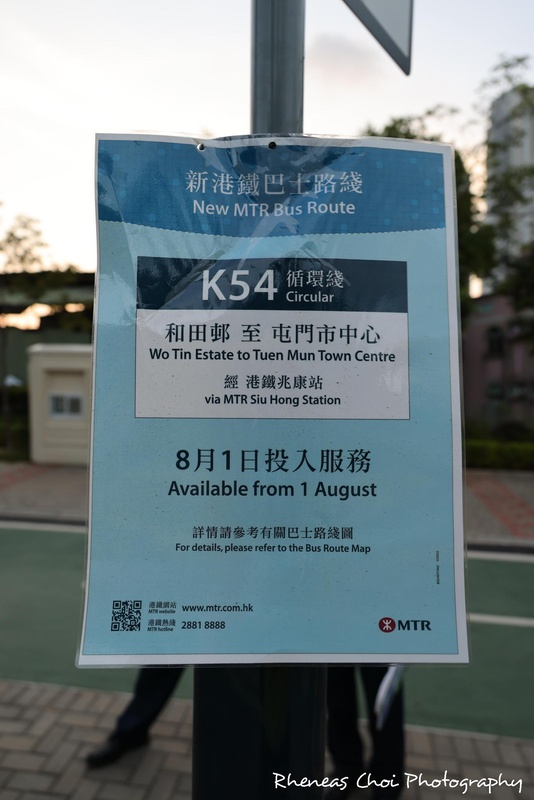 新港鐵巴士路綫
New MTR Bus Route
K54 循環綫
Circular
和田邨 至 屯門市中心
Wo Tin Estate to Tuen Mun Town Centre
經 港鐵兆康站
via MTR Siu Hong Station
8月1日投入服務
Available from 1 August
詳情請參考有關巴士路綫圖
For details, please refer to the Bus Route Map
港鐵網站
MTR website
www.mtr.com.hk
港鐵熱綫
MTR hotline
2881 8888
MTR
Rheneas Choi Photography